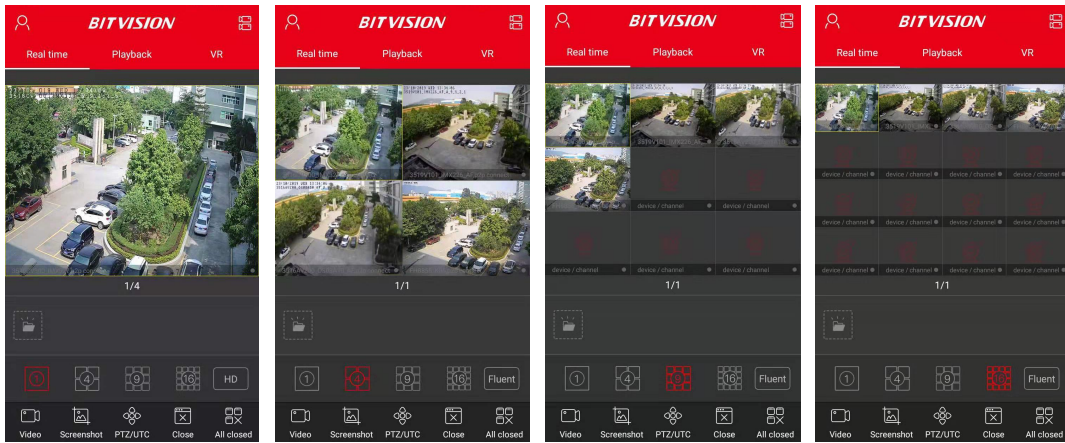 BITVISION
Real time Playback VR
1/4
1 4 9 16 HD
Video Screenshot PTZ/UTC Close All closed
BITVISION
Real time Playback VR
1/1
1 4 9 16 Fluent
Video Screenshot PTZ/UTC Close All closed
BITVISION
Real time Playback VR
device / channel device / channel
device / channel device / channel device / channel
1/1
1 4 9 16 Fluent
Video Screenshot PTZ/UTC Close All closed
BITVISION
Real time Playback VR
device / channel device / channel device / channel device / channel
device / channel device / channel device / channel device / channel
device / channel device / channel device / channel device / channel
1/1
1 4 9 16 Fluent
Video Screenshot PTZ/UTC Close All closed